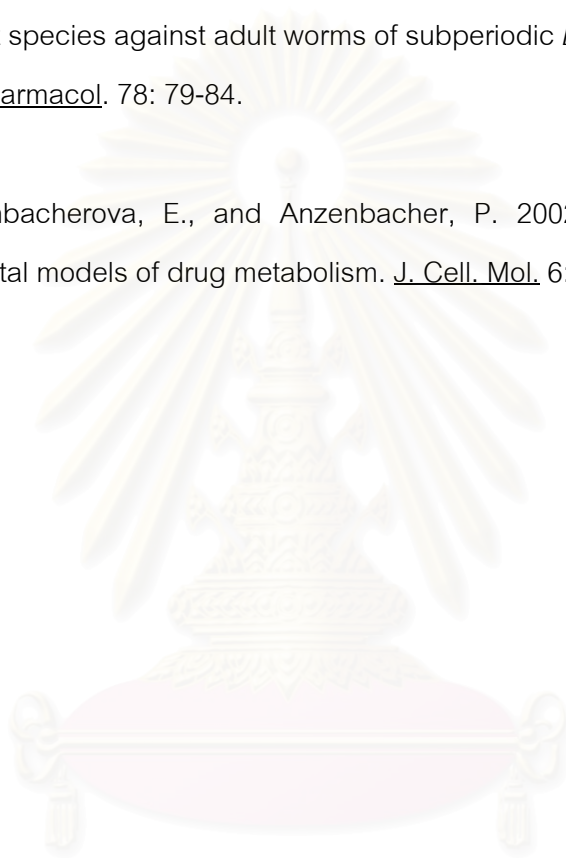 species against adult worms of subperiodic
armacol. 78: 79-84.
bacherova, E., and Anzenbacher, P. 2002
tal models of drug metabolism. J. Cell. Mol. 6: